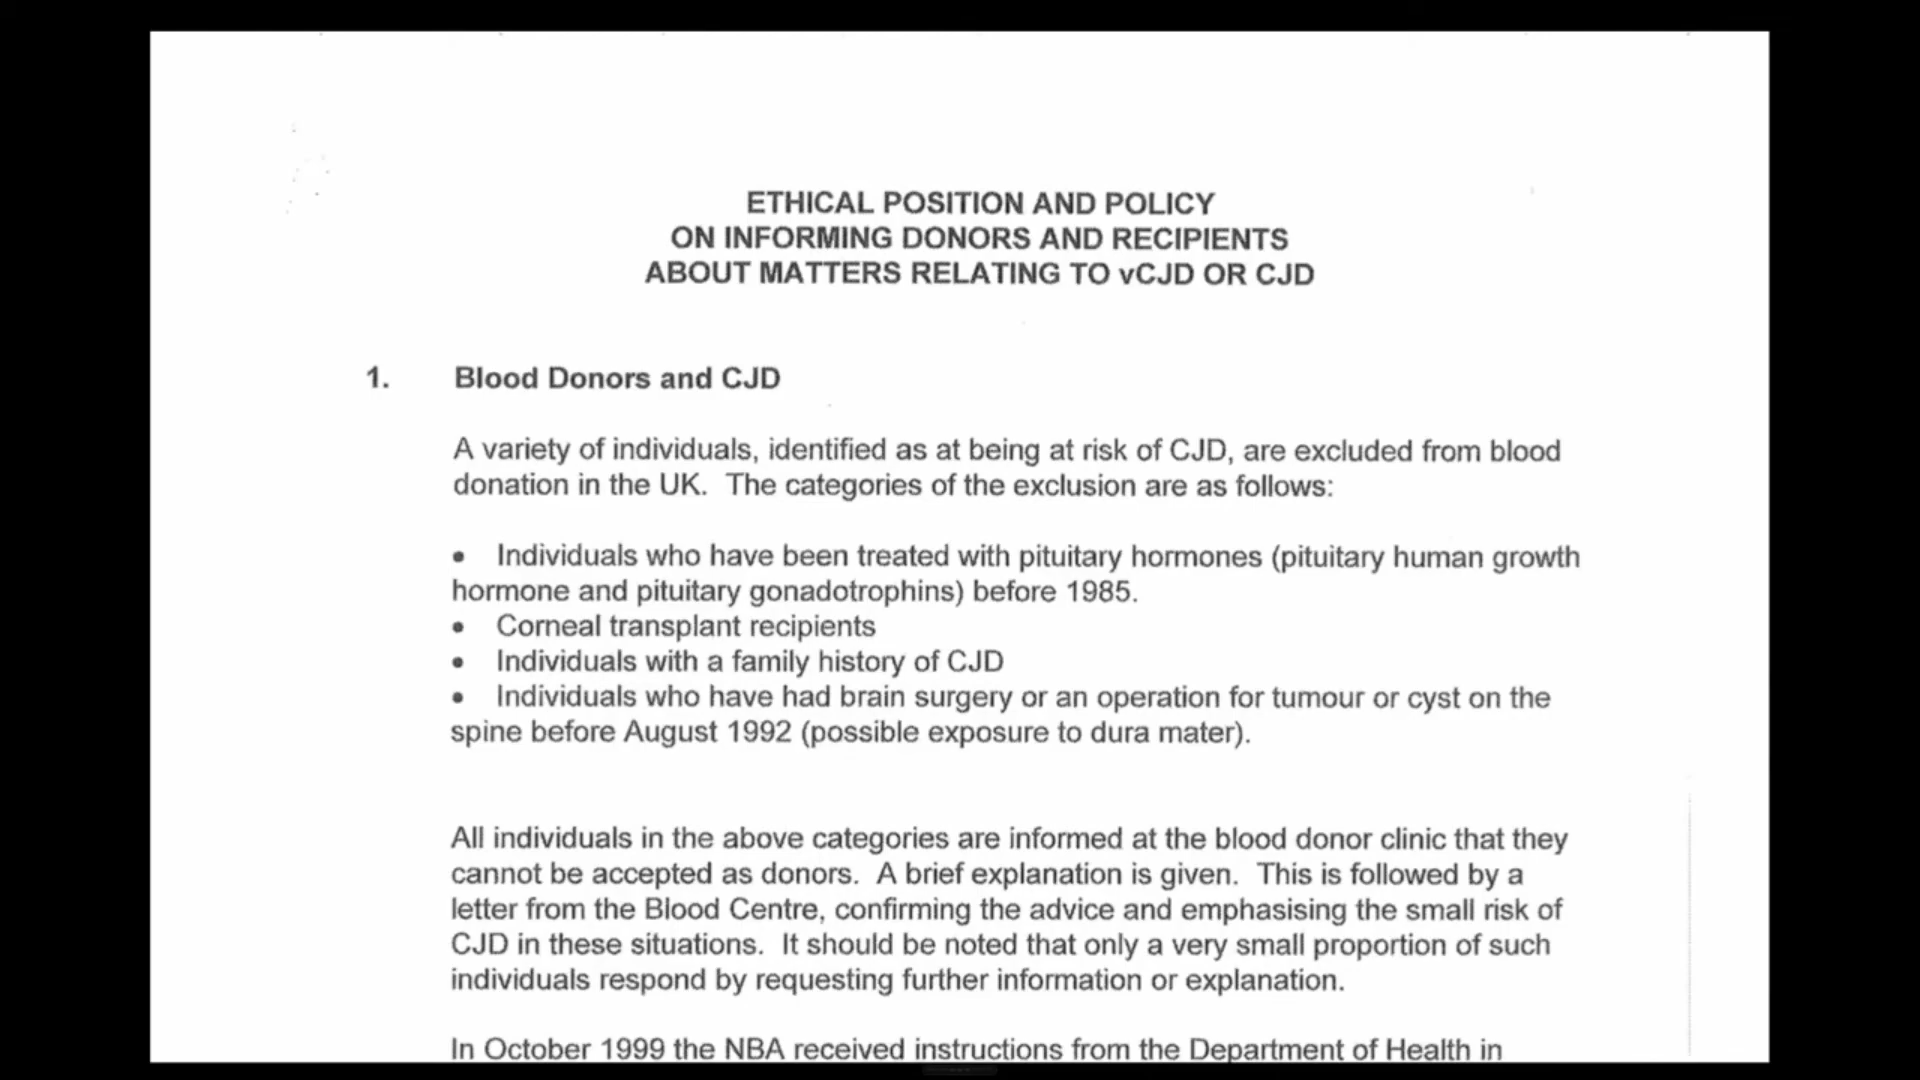 ETHICAL POSITION AND POLICY
ON INFORMING DONORS AND RECIPIENTS
ABOUT MATTERS RELATING TO vCJD OR CJD
1. Blood Donors and CJD
A variety of individuals, identified as at being at risk of CJD, are excluded from blood
donation in the UK. The categories of the exclusion are as follows:
• Individuals who have been treated with pituitary hormones (pituitary human growth
hormone and pituitary gonadotrophins) before 1985.
• Corneal transplant recipients
• Individuals with a family history of CJD
• Individuals who have had brain surgery or an operation for tumour or cyst on the
spine before August 1992 (possible exposure to dura mater).
All individuals in the above categories are informed at the blood donor clinic that they
cannot be accepted as donors. A brief explanation is given. This is followed by a
letter from the Blood Centre, confirming the advice and emphasising the small risk of
CJD in these situations. It should be noted that only a very small proportion of such
individuals respond by requesting further information or explanation.
In October 1999 the NBA received instructions from the Department of Health in